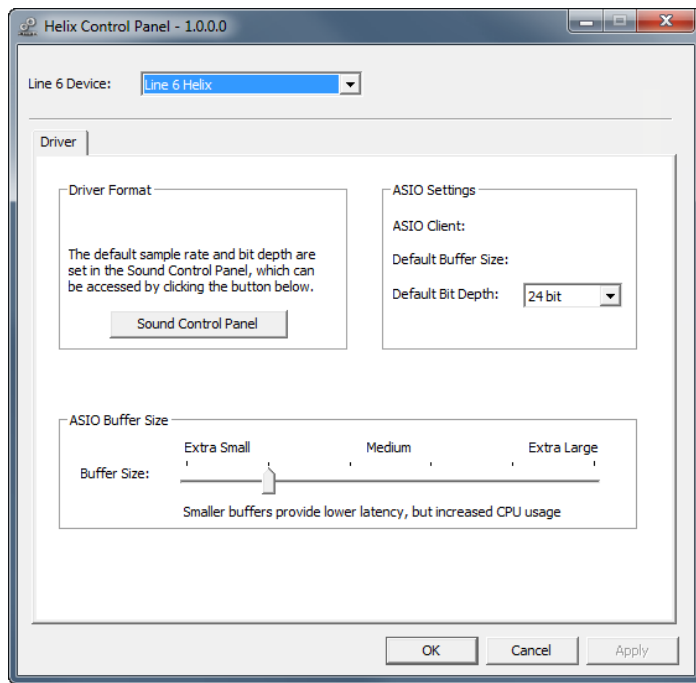 Helix Control Panel - 1.0.0.0
Line 6 Device:
Line 6 Helix
Driver
Driver Format
The default sample rate and bit depth are
set in the Sound Control Panel, which can
be accessed by clicking the button below.
Sound Control Panel
ASIO Settings
ASIO Client:
Default Buffer Size:
Default Bit Depth:
24 bit
ASIO Buffer Size
Extra Small
Medium
Extra Large
Buffer Size:
Smaller buffers provide lower latency, but increased CPU usage
OK
Cancel
Apply